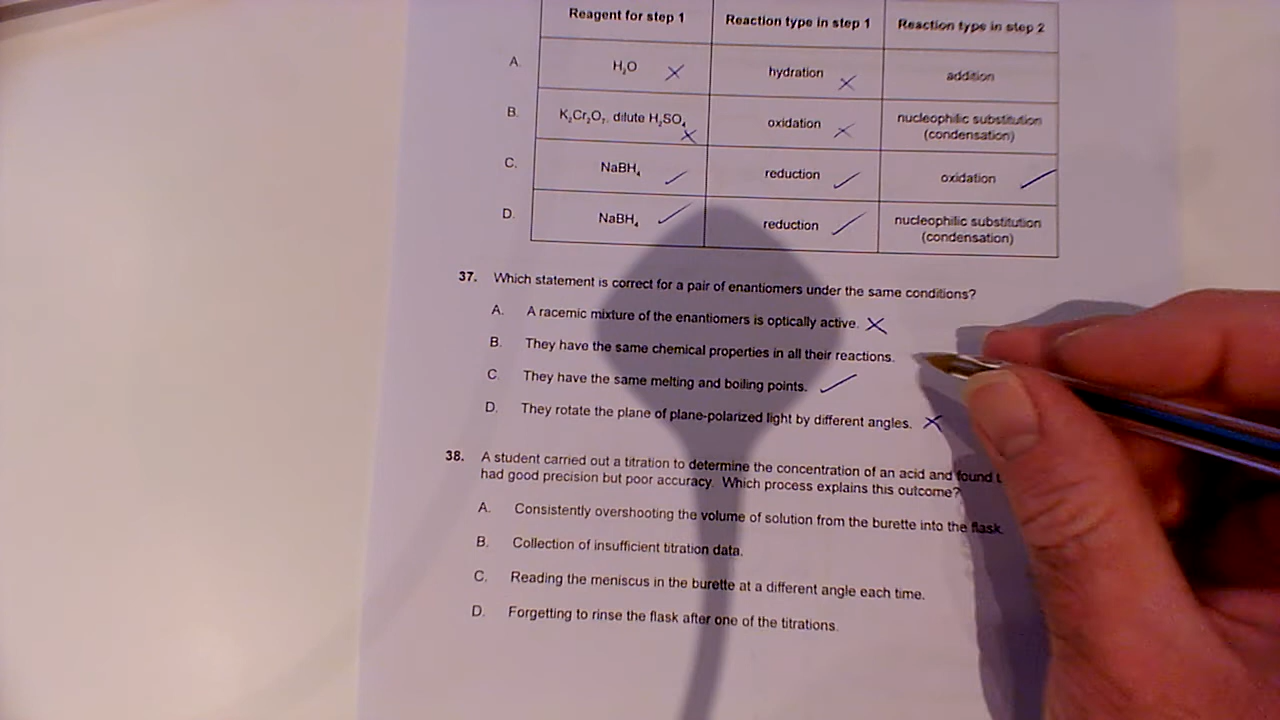 Reagent for step 1 Reaction type in step 1 Reaction type in step 2
A. H₂O hydration addition
B. K₂Cr₂O₇, dilute H₂SO₄ oxidation nucleophilic substitution (condensation)
C. NaBH₄ reduction oxidation
D. NaBH₄ reduction nucleophilic substitution (condensation)
37. Which statement is correct for a pair of enantiomers under the same conditions?
A. A racemic mixture of the enantiomers is optically active.
B. They have the same chemical properties in all their reactions.
C. They have the same melting and boiling points.
D. They rotate the plane of plane-polarized light by different angles.
38. A student carried out a titration to determine the concentration of an acid and found
had good precision but poor accuracy. Which process explains this outcome?
A. Consistently overshooting the volume of solution from the burette into the flask.
B. Collection of insufficient titration data.
C. Reading the meniscus in the burette at a different angle each time.
D. Forgetting to rinse the flask after one of the titrations.